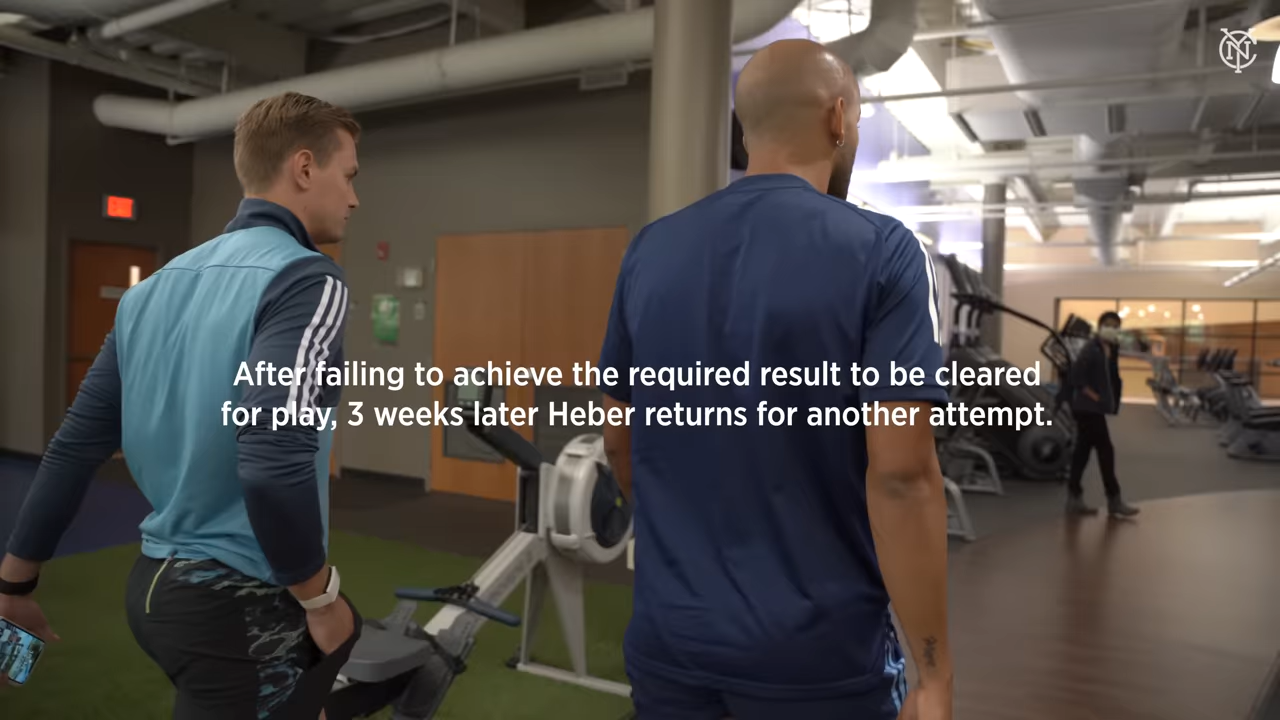 NYC
After failing to achieve the required result to be cleared
for play, 3 weeks later Heber returns for another attempt.